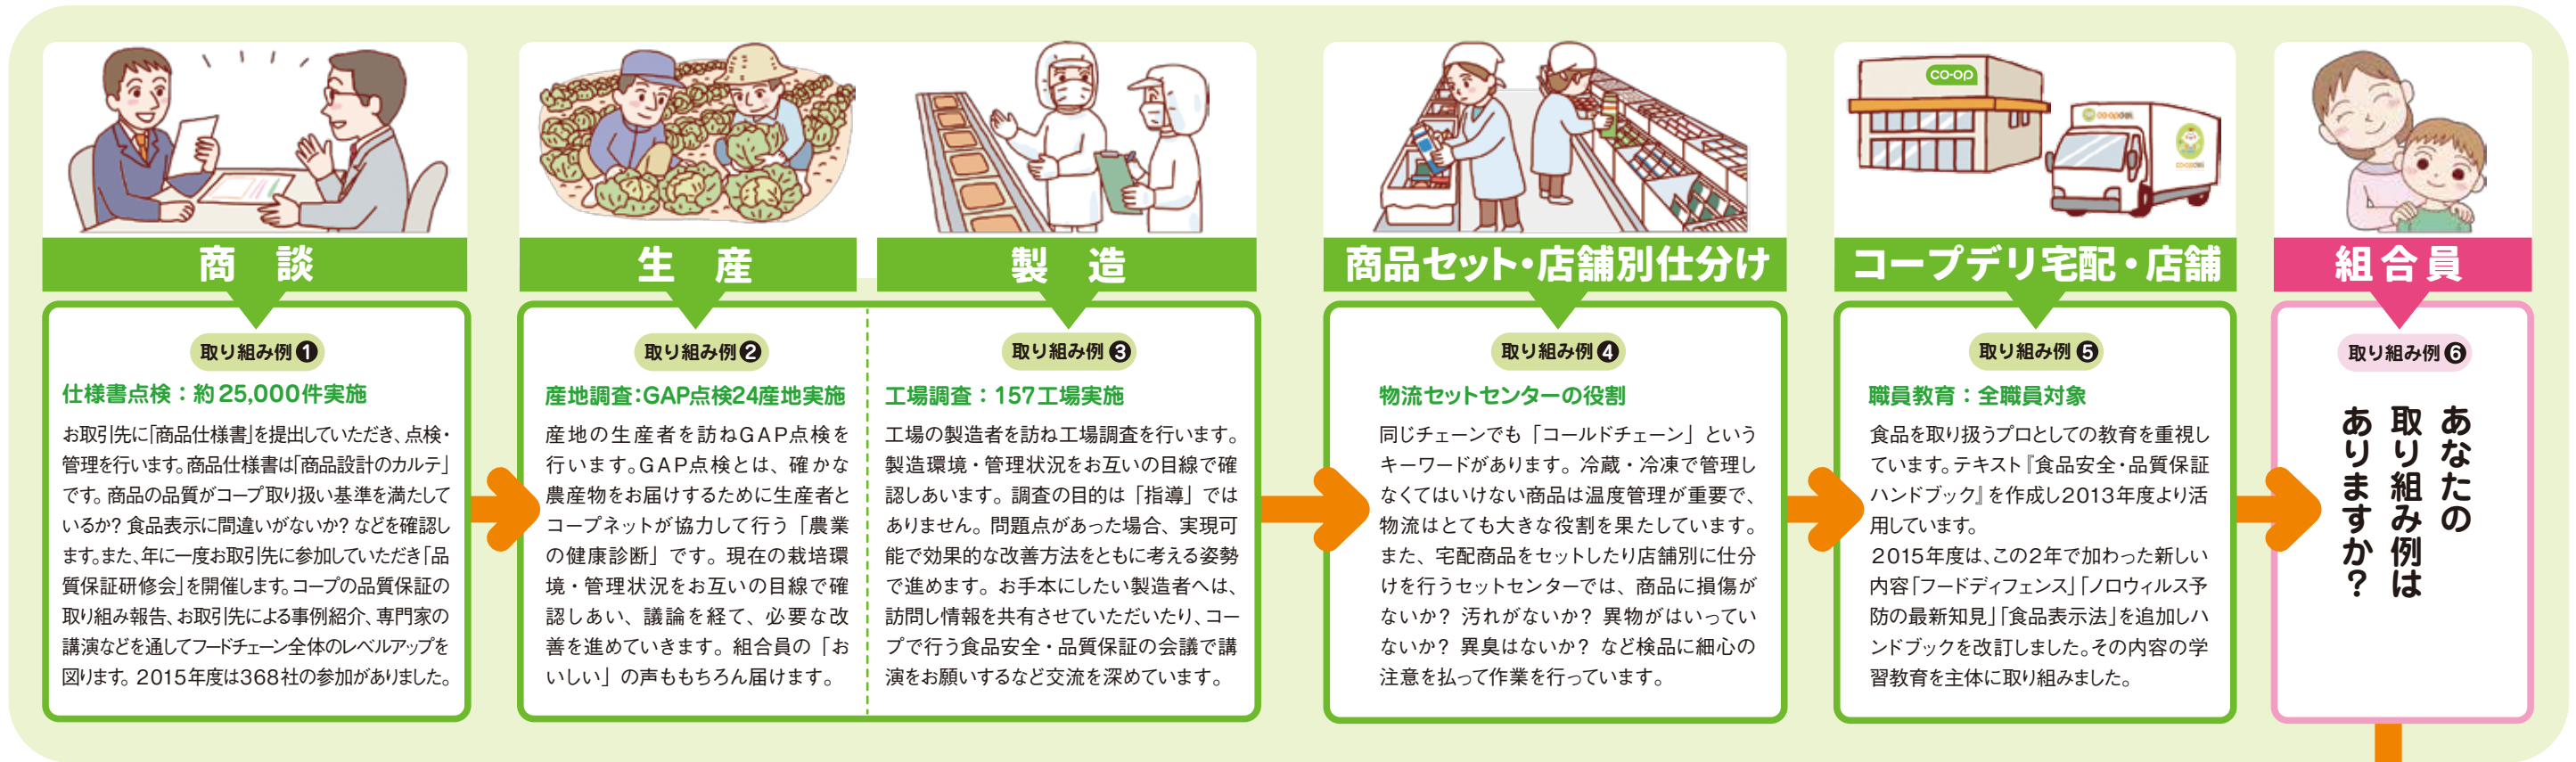 co-op
co-opdeli
co-opdeli
商談
取り組み例❶
仕様書点検：約25,000件実施
お取引先に「商品仕様書」を提出していただき、点検・
管理を行います。商品仕様書は「商品設計のカルテ」
です。商品の品質がコープ取り扱い基準を満たして
いるか? 食品表示に間違いがないか? などを確認し
ます。また、年に一度お取引先に参加していただき「品
質保証研修会」を開催します。コープの品質保証の
取り組み報告、お取引先による事例紹介、専門家の
講演などを通してフードチェーン全体のレベルアップを
図ります。2015年度は368社の参加がありました。
生産
取り組み例❷
産地調査：GAP点検24産地実施
産地の生産者を訪ねGAP点検を
行います。GAP点検とは、確かな
農産物をお届けするために生産者と
コープネットが協力して行う「農業
の健康診断」です。現在の栽培環
境・管理状況をお互いの目線で確
認しあい、議論を経て、必要な改
善を進めていきます。組合員の「お
いしい」の声ももちろん届けます。
製造
取り組み例❸
工場調査：157工場実施
工場の製造者を訪ね工場調査を行います。
製造環境・管理状況をお互いの目線で確
認しあいます。調査の目的は「指導」では
ありません。問題点があった場合、実現可
能で効果的な改善方法をともに考える姿勢
で進めます。お手本にしたい製造者へは、
訪問し情報を共有させていただいたり、コー
プで行う食品安全・品質保証の会議で講
演をお願いするなど交流を深めています。
商品セット・店舗別仕分け
取り組み例❹
物流セットセンターの役割
同じチェーンでも「コールドチェーン」という
キーワードがあります。冷蔵・冷凍で管理し
なくてはいけない商品は温度管理が重要で、
物流はとても大きな役割を果たしています。
また、宅配商品をセットしたり店舗別に仕分
けを行うセットセンターでは、商品に損傷が
ないか? 汚れがないか? 異物がはいってい
ないか? 異臭はないか? など検品に細心の
注意を払って作業を行っています。
コープデリ宅配・店舗
取り組み例❺
職員教育：全職員対象
食品を取り扱うプロとしての教育を重視し
ています。テキスト『食品安全・品質保証
ハンドブック』を作成し2013年度より活
用しています。
2015年度は、この2年で加わった新しい
内容「フードディフェンス」「ノロウィルス予
防の最新知見」「食品表示法」を追加しハ
ンドブックを改訂しました。その内容の学
習教育を主体に取り組みました。
組合員
取り組み例❻
あなたの
取り組み例は
ありますか?